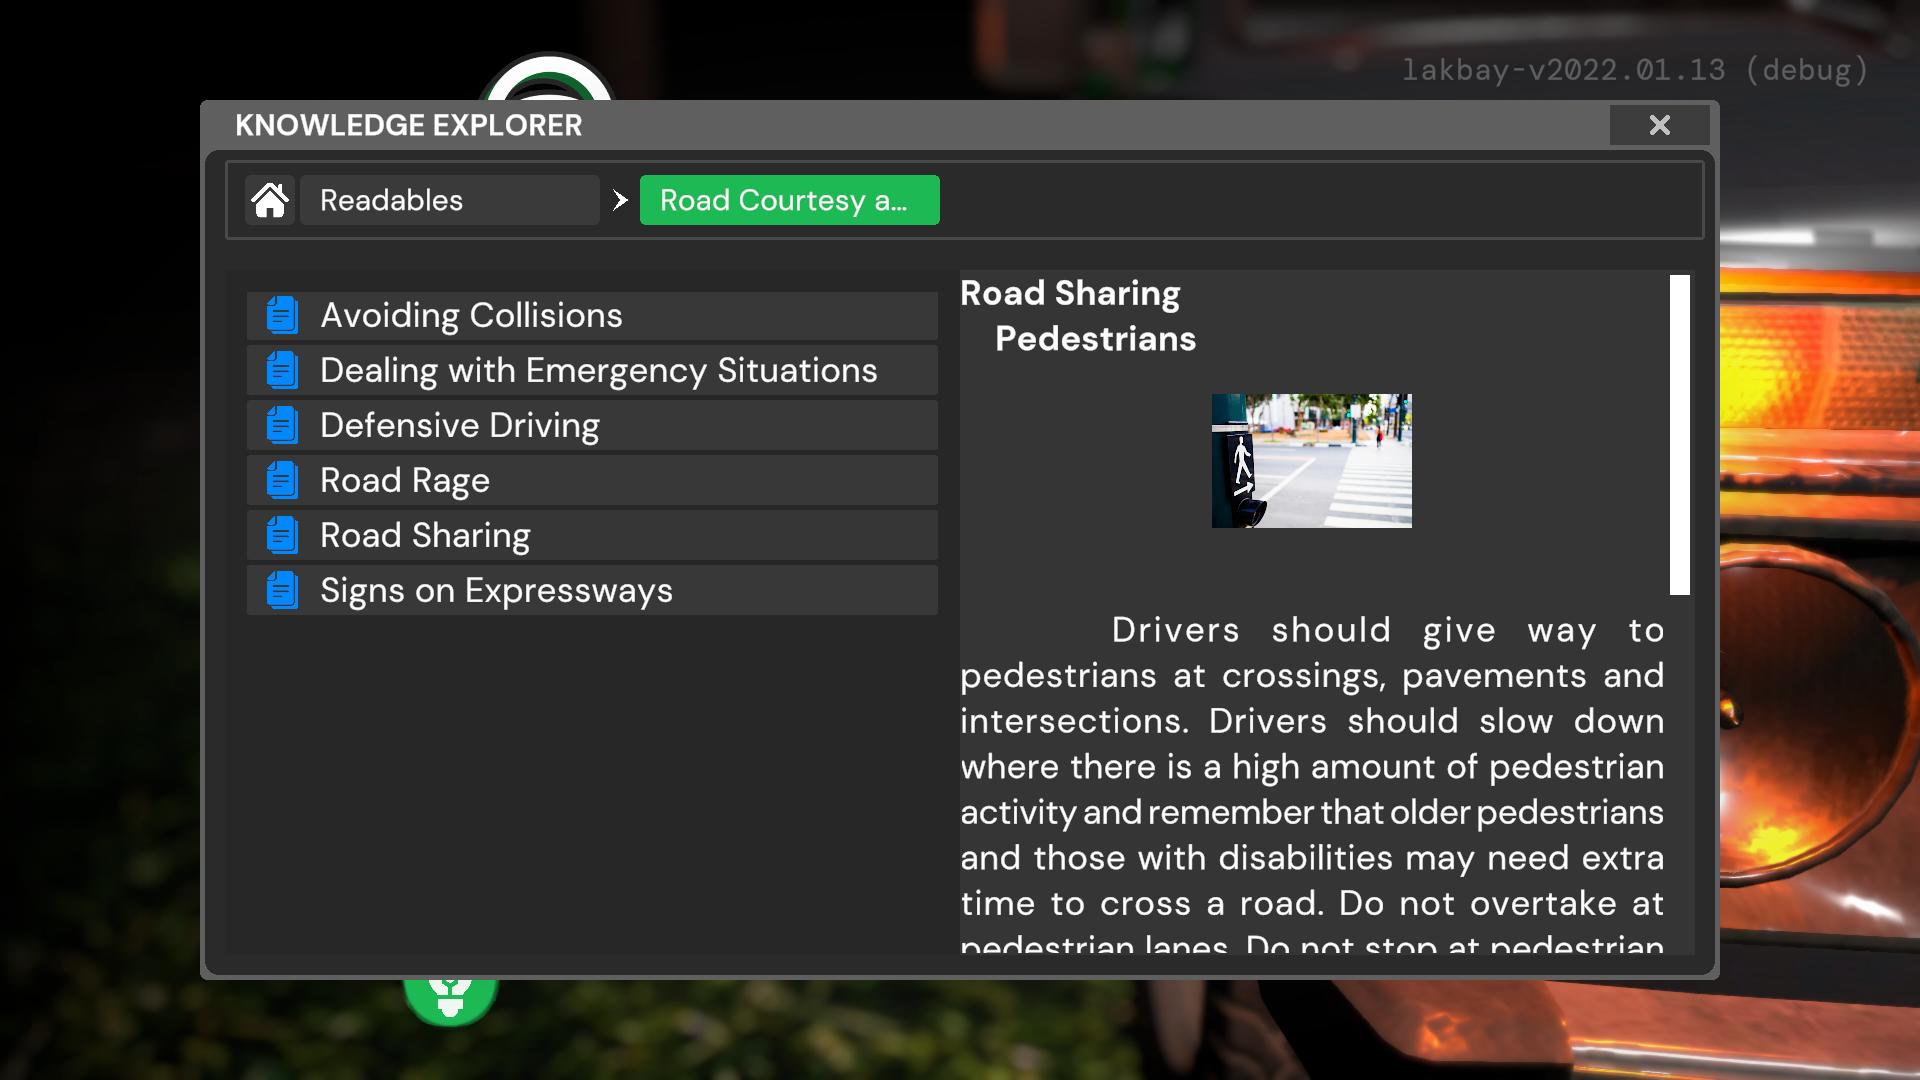 lakbay-v2022.01.13 (debug)
KNOWLEDGE EXPLORER
Readables
Road Courtesy a...
Avoiding Collisions
Dealing with Emergency Situations
Defensive Driving
Road Rage
Road Sharing
Signs on Expressways
Road Sharing
Pedestrians
Drivers should give way to
pedestrians at crossings, pavements and
intersections. Drivers should slow down
where there is a high amount of pedestrian
activity and remember that older pedestrians
and those with disabilities may need extra
time to cross a road. Do not overtake at
pedestrian lanes. Do not stop at pedestrian